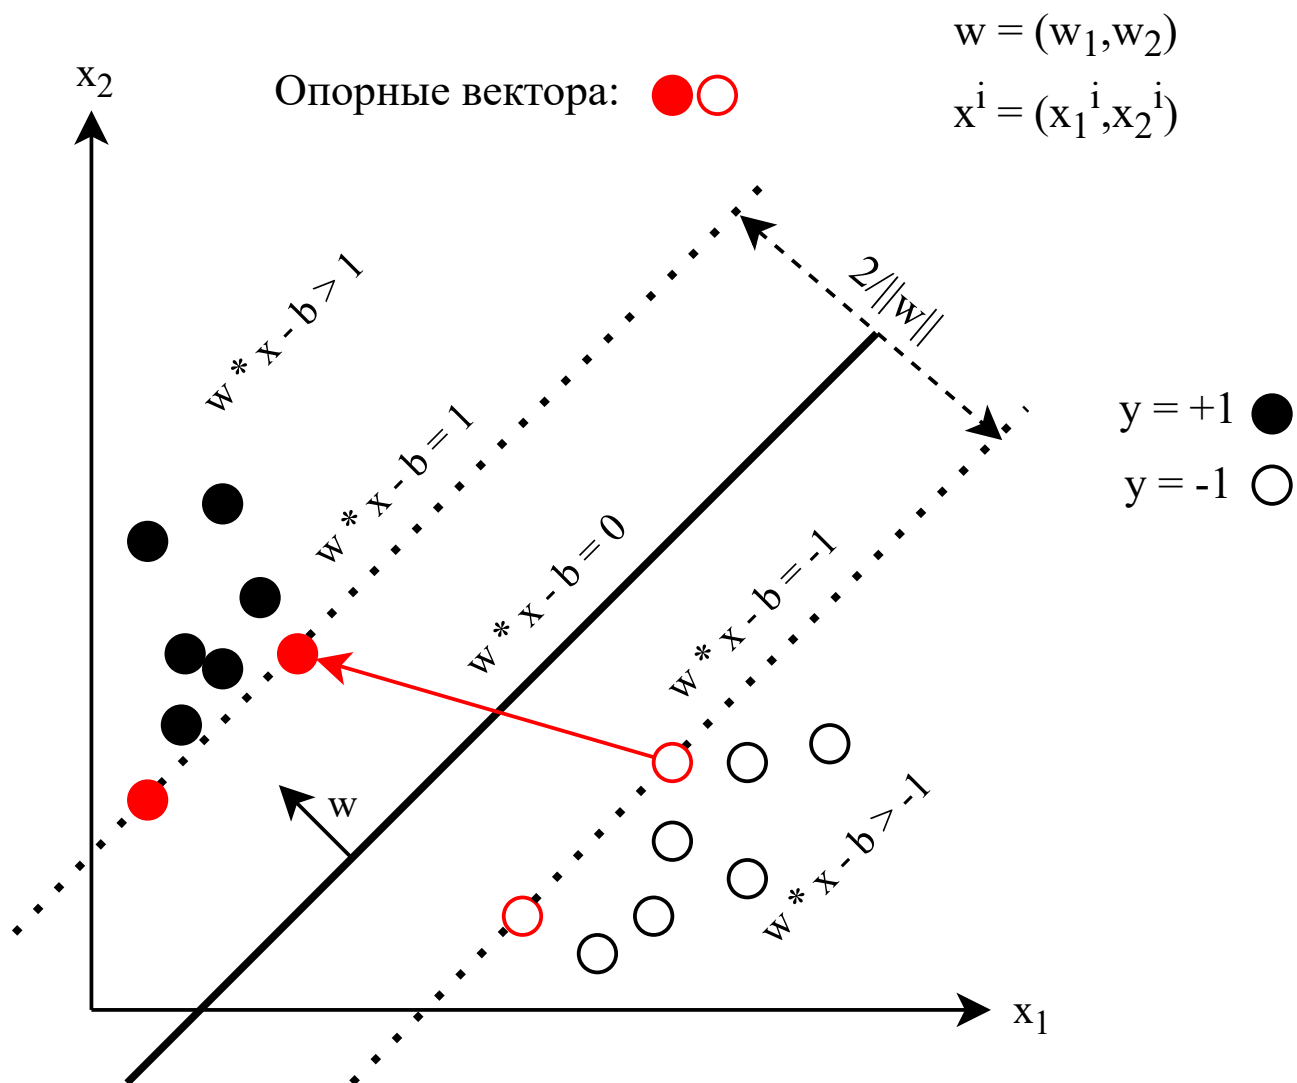 w = (w₁,w₂)
x₂
Опорные вектора:
xⁱ = (x₁ⁱ,x₂ⁱ)
w * x - b > 1
2/||w||
w * x - b = 1
y = +1
y = -1
w * x - b = 0
w * x - b = -1
w
w * x - b > -1
x₁